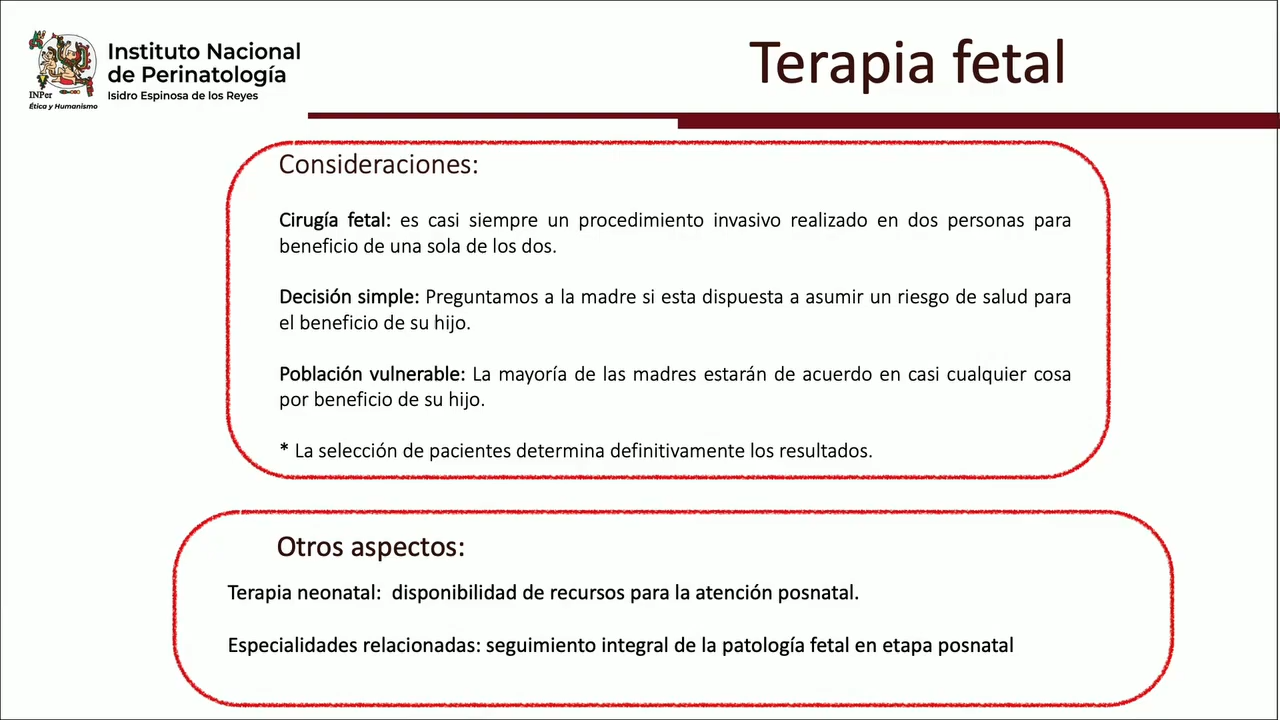 Instituto Nacional
de Perinatología
Isidro Espinosa de los Reyes
INPer
Ética y Humanismo
Terapia fetal
Consideraciones:
Cirugía fetal: es casi siempre un procedimiento invasivo realizado en dos personas para
beneficio de una sola de los dos.
Decisión simple: Preguntamos a la madre si esta dispuesta a asumir un riesgo de salud para
el beneficio de su hijo.
Población vulnerable: La mayoría de las madres estarán de acuerdo en casi cualquier cosa
por beneficio de su hijo.
* La selección de pacientes determina definitivamente los resultados.
Otros aspectos:
Terapia neonatal: disponibilidad de recursos para la atención posnatal.
Especialidades relacionadas: seguimiento integral de la patología fetal en etapa posnatal